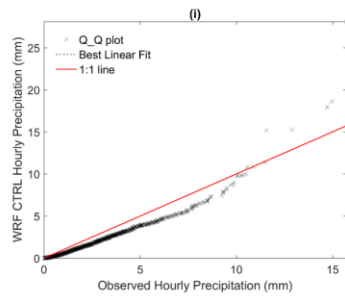 (i)
Q_Q plot
Best Linear Fit
1:1 line
WRF CTRL Hourly Precipitation (mm)
25
20
15
10
5
0
0 5 10 15
Observed Hourly Precipitation (mm)